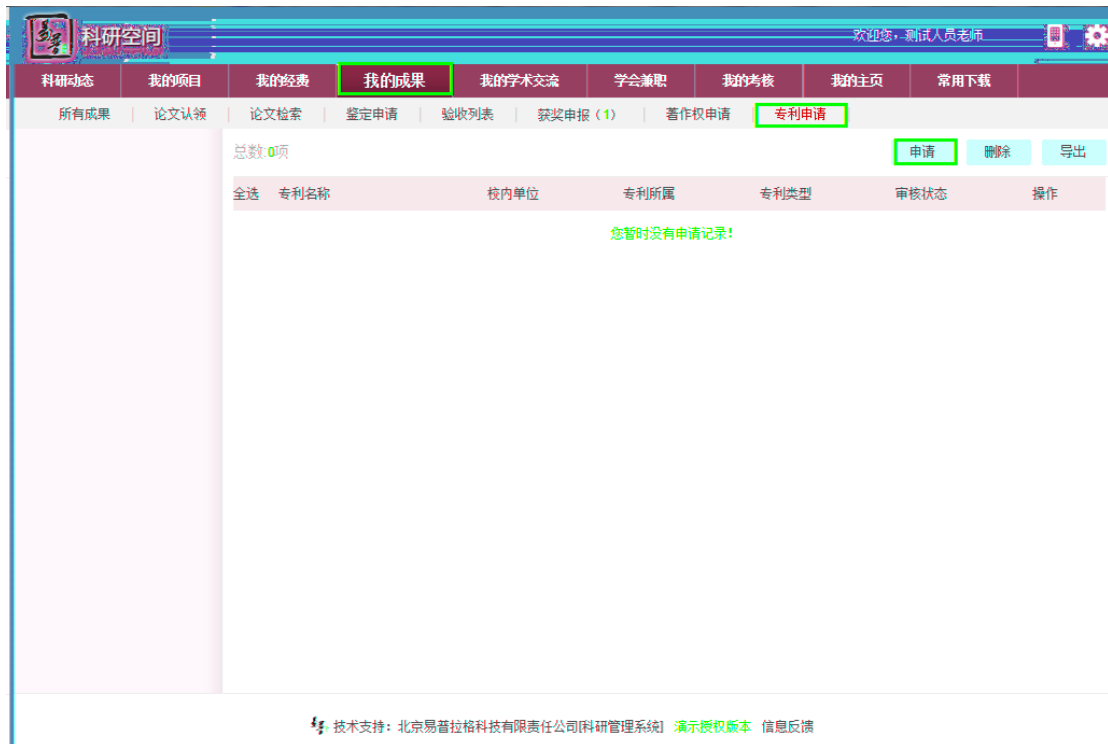 科研空间 欢迎您，测试人员老师
科研动态 我的项目 我的经费 我的成果 我的学术交流 学会兼职 我的考核 我的主页 常用下载
所有成果 论文认领 论文检索 鉴定申请 验收列表 获奖申报（1） 著作权申请 专利申请
总数:0项 申请 删除 导出
全选 专利名称 校内单位 专利所属 专利类型 审核状态 操作
您暂时没有申请记录！
技术支持：北京易普拉格科技有限责任公司[科研管理系统] 演示授权版本 信息反馈